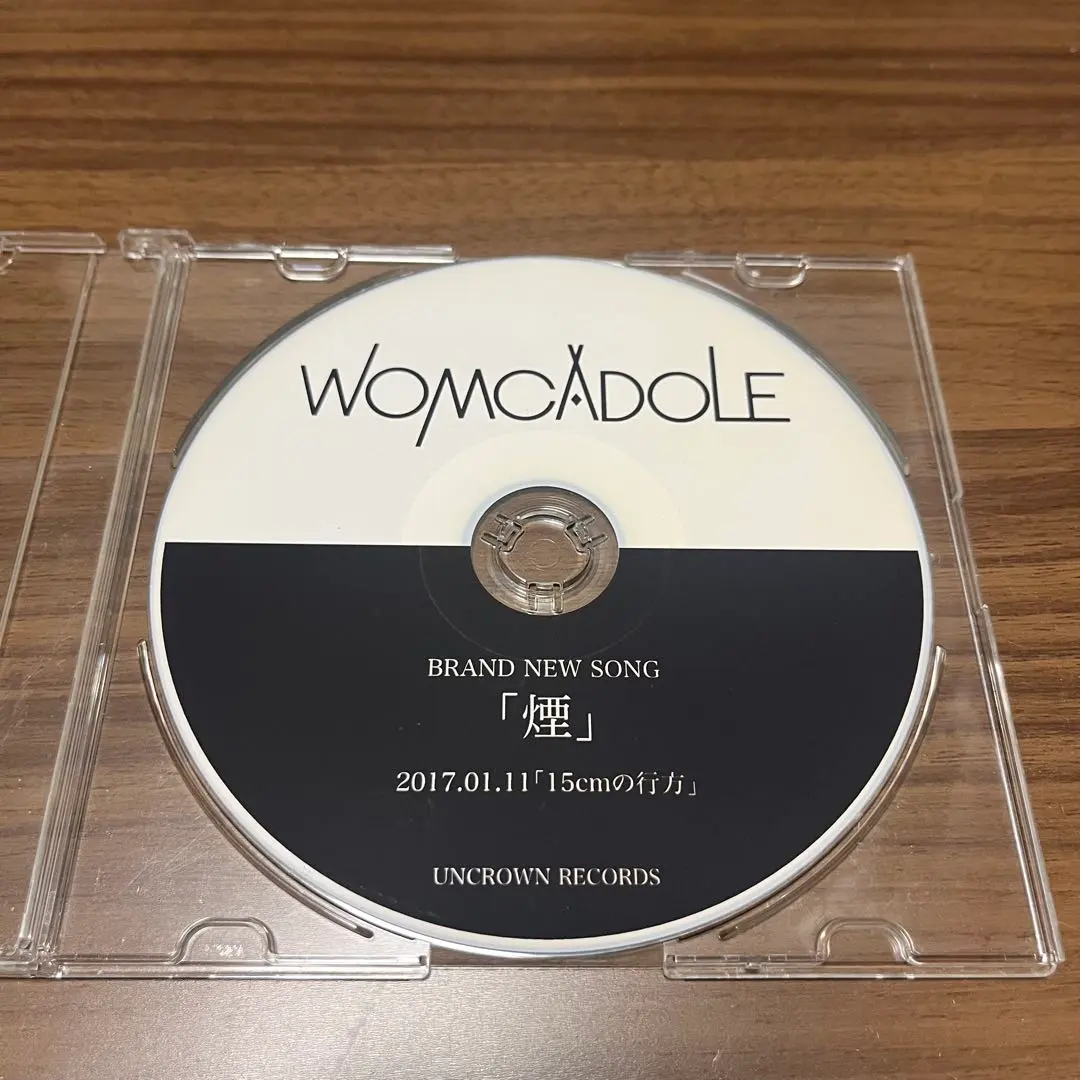 WOMCADOLE
BRAND NEW SONG
「煙」
2017.01.11「15cmの行方」
UNCROWN RECORDS